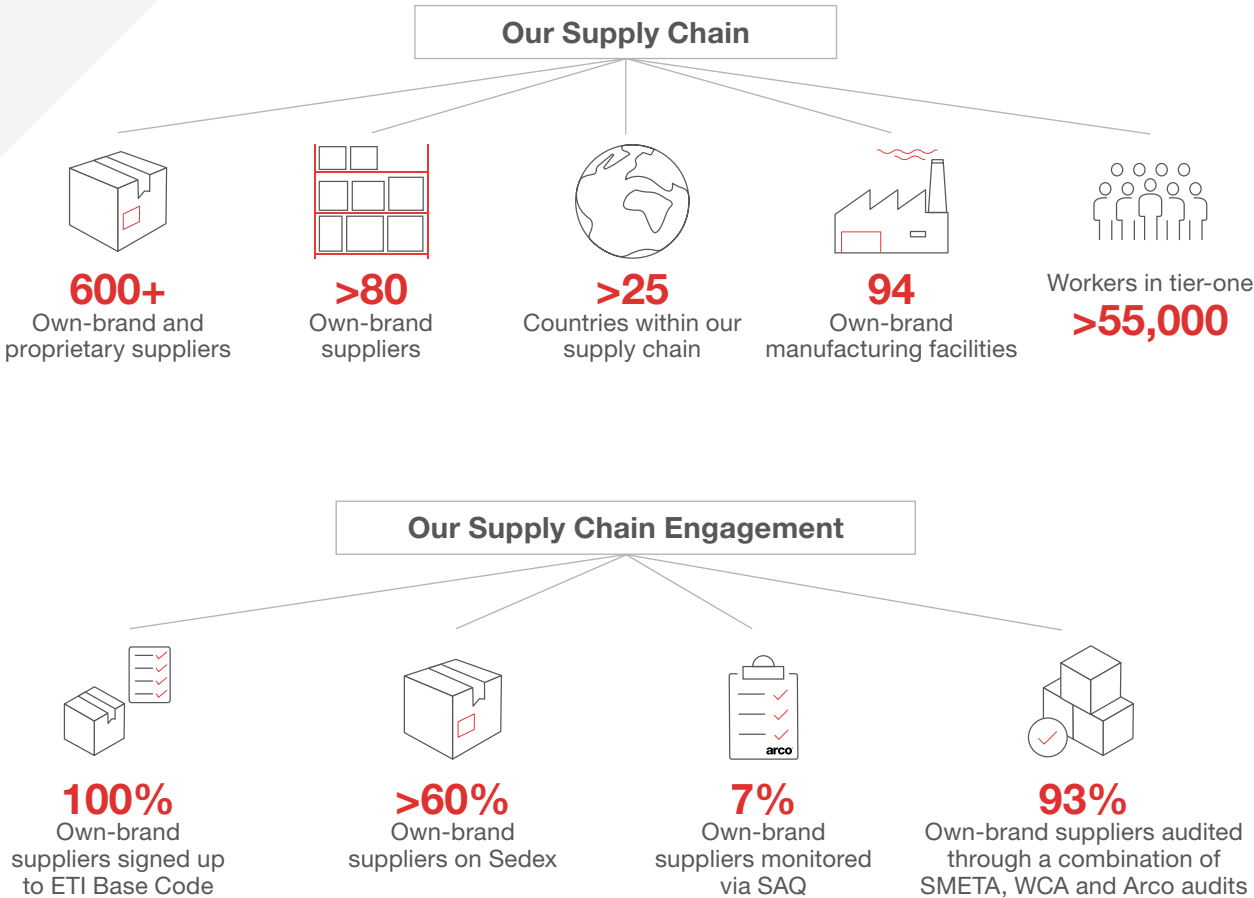 Our Supply Chain
600+
Own-brand and
proprietary suppliers
>80
Own-brand
suppliers
>25
Countries within our
supply chain
94
Own-brand
manufacturing facilities
Workers in tier-one
>55,000
Our Supply Chain Engagement
100%
Own-brand
suppliers signed up
to ETI Base Code
>60%
Own-brand
suppliers on Sedex
arco
7%
Own-brand
suppliers monitored
via SAQ
93%
Own-brand suppliers audited
through a combination of
SMETA, WCA and Arco audits